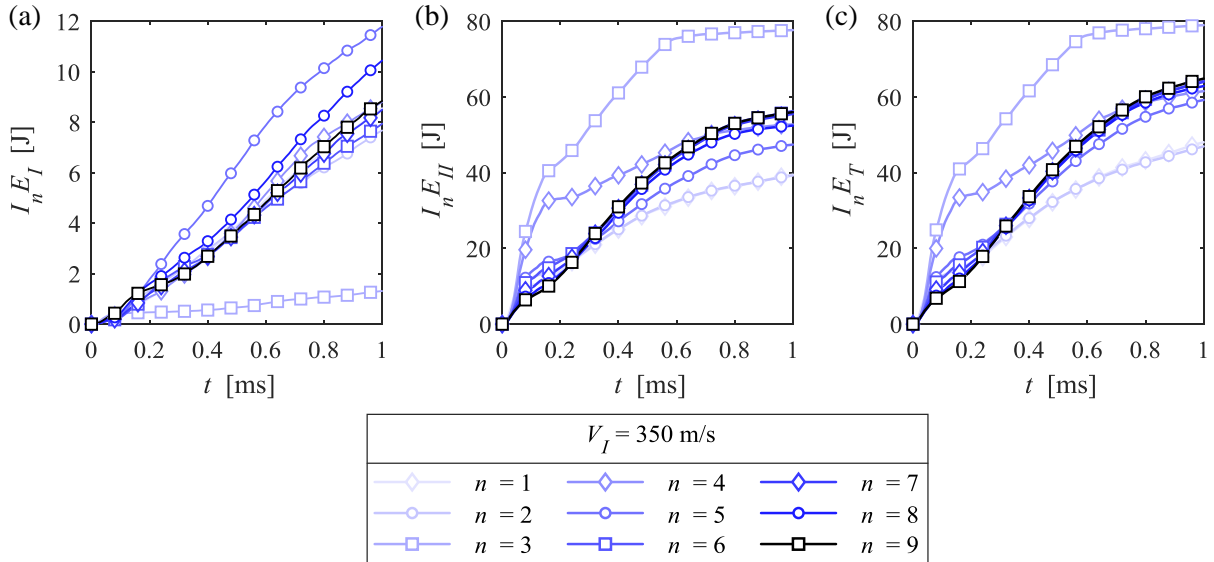 (a)
12
10
8
6
4
2
0
0 0.2 0.4 0.6 0.8 1
t [ms]
I_n E_I [J]
(b)
80
60
40
20
0
0 0.2 0.4 0.6 0.8 1
t [ms]
I_n E_II [J]
(c)
80
60
40
20
0
0 0.2 0.4 0.6 0.8 1
t [ms]
I_n E_T [J]
V_I = 350 m/s
n = 1 n = 4 n = 7
n = 2 n = 5 n = 8
n = 3 n = 6 n = 9